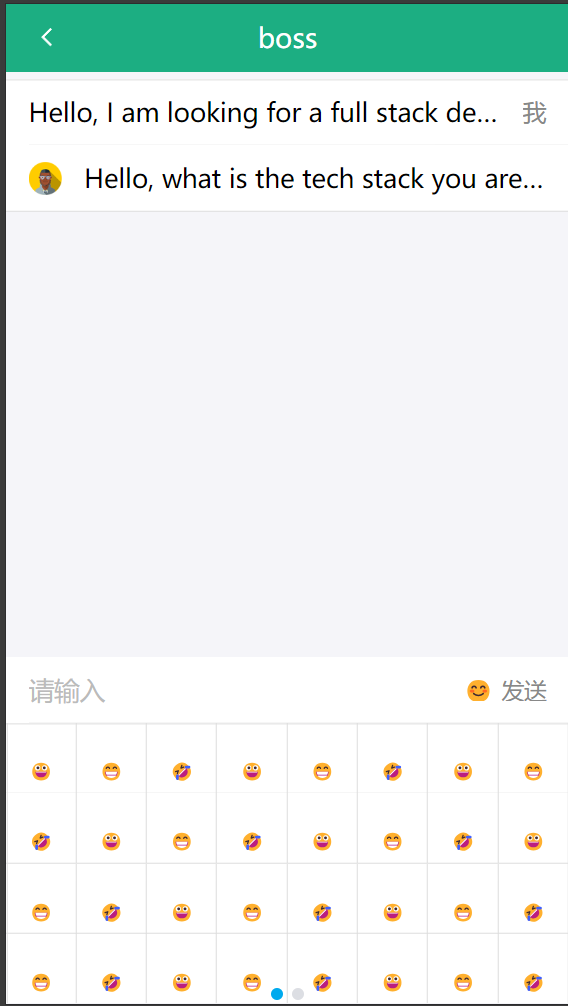 boss
Hello, I am looking for a full stack de... 我
Hello, what is the tech stack you are...
请输入 😊 发送
😀 😁 🤣 😀 😁 🤣 😀 😁
🤣 😀 😁 🤣 😀 😁 🤣 😀
😁 🤣 😀 😁 🤣 😀 😁 🤣
😁 🤣 😀 😁 🤣 😀 😁 🤣